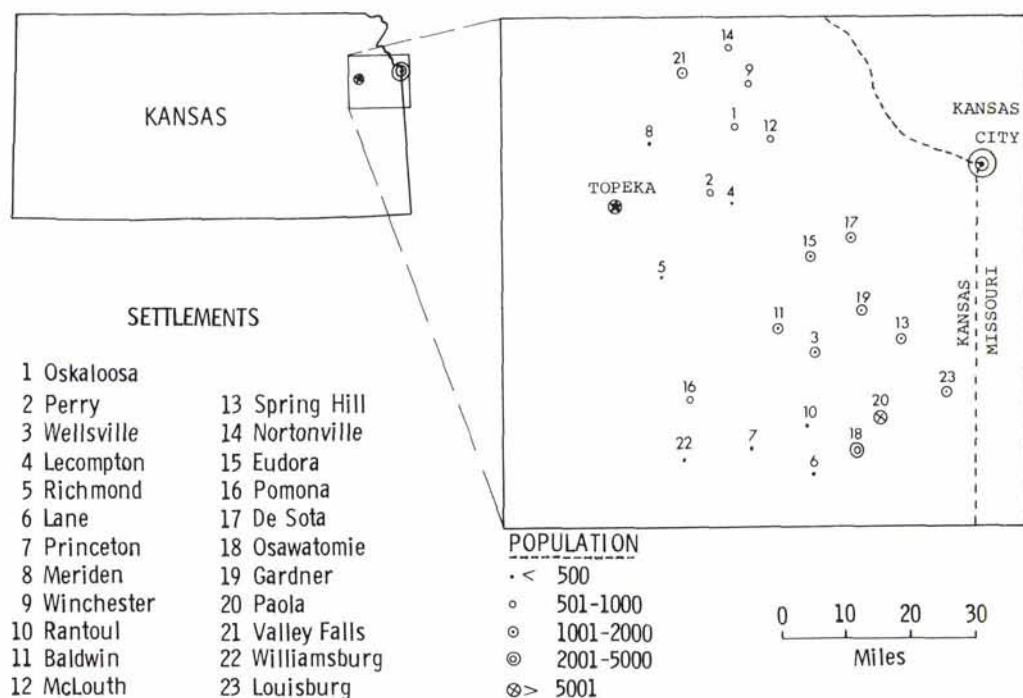 KANSAS
14
21
9
KANSAS
CITY
1
12
8
2
TOPEKA
4
17
15
5
19
KANSAS
MISSOURI
11
13
3
23
16
20
10
18
22
7
6
SETTLEMENTS
1 Oskaloosa
2 Perry
3 Wellsville
4 Lecompton
5 Richmond
6 Lane
7 Princeton
8 Meriden
9 Winchester
10 Rantoul
11 Baldwin
12 McLouth
13 Spring Hill
14 Nortonville
15 Eudora
16 Pomona
17 De Sota
18 Osawatomie
19 Gardner
20 Paola
21 Valley Falls
22 Williamsburg
23 Louisburg
POPULATION
< 500
501-1000
1001-2000
2001-5000
> 5001
0 10 20 30
Miles